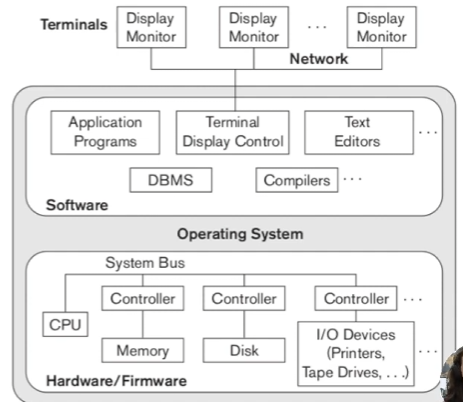 Terminals
Display Monitor
Display Monitor
· · ·
Display Monitor
Network
Application Programs
Terminal Display Control
Text Editors
· · ·
DBMS
Compilers
· · ·
Software
Operating System
System Bus
CPU
Controller
Controller
Controller
· · ·
Memory
Disk
I/O Devices
(Printers,
Tape Drives, . . .)
· · ·
Hardware/Firmware